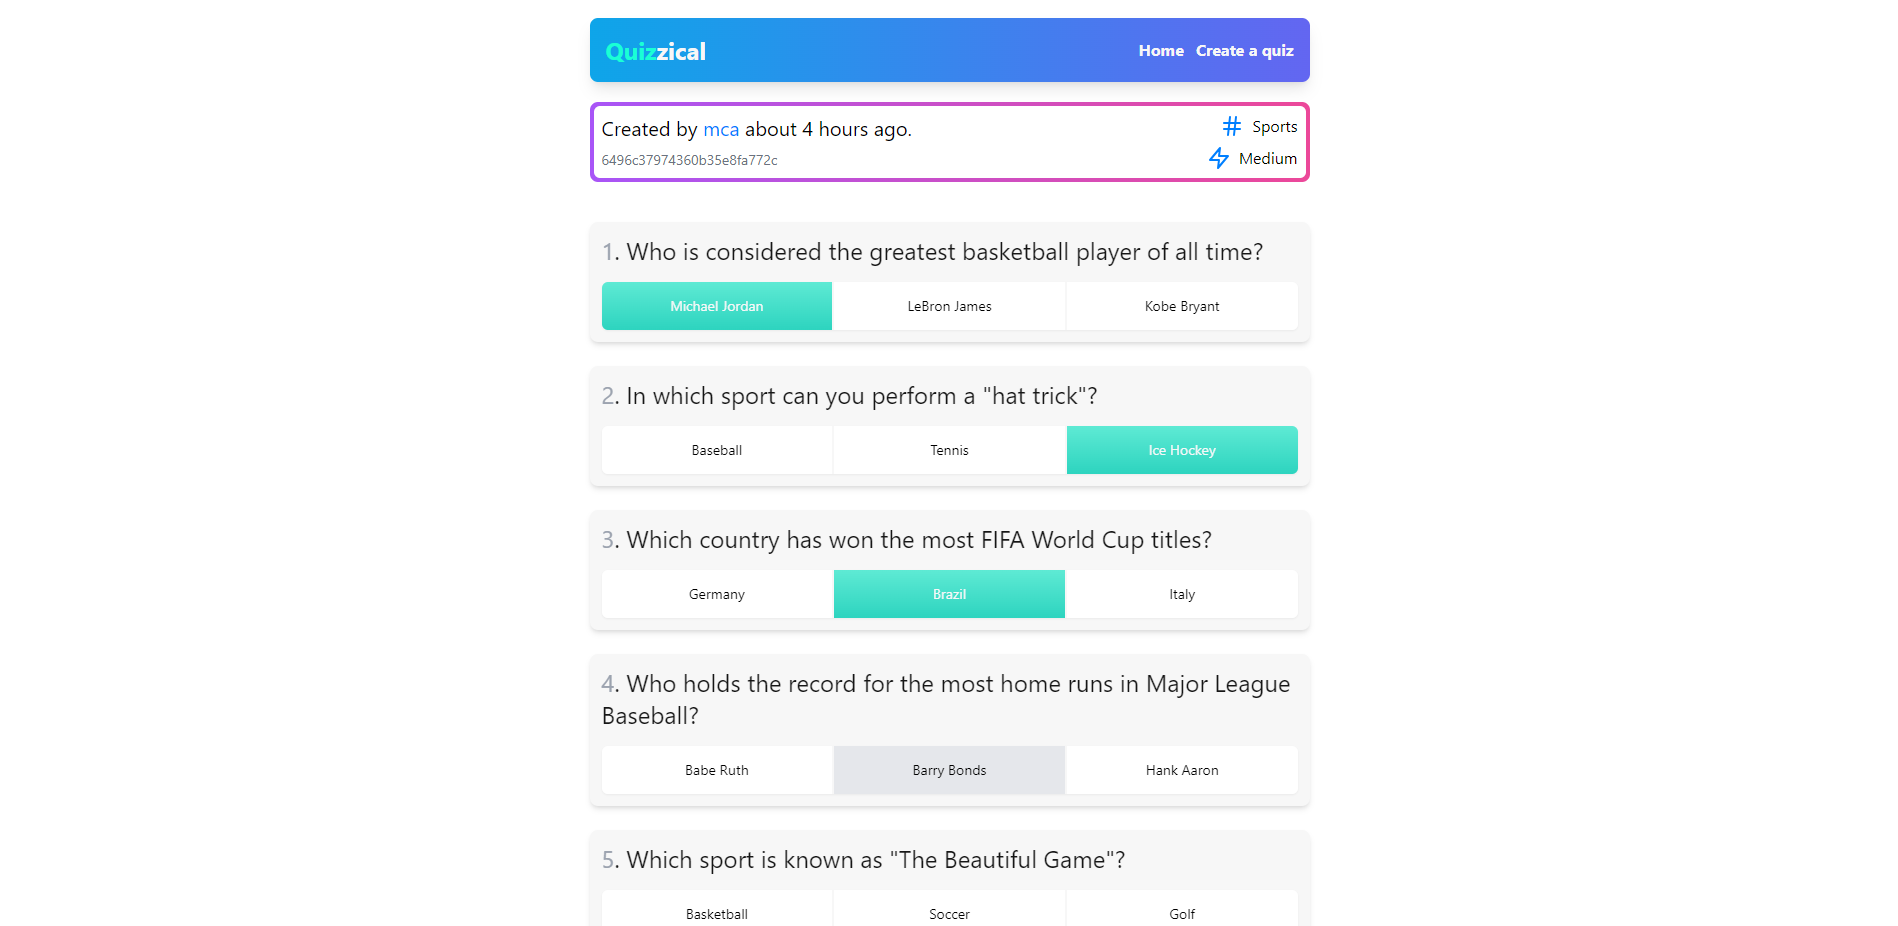 Quizzical
Home Create a quiz
Created by mca about 4 hours ago.
Sports
6496c37974360b35e8fa772c
Medium
1. Who is considered the greatest basketball player of all time?
Michael Jordan LeBron James Kobe Bryant
2. In which sport can you perform a "hat trick"?
Baseball Tennis Ice Hockey
3. Which country has won the most FIFA World Cup titles?
Germany Brazil Italy
4. Who holds the record for the most home runs in Major League
Baseball?
Babe Ruth Barry Bonds Hank Aaron
5. Which sport is known as "The Beautiful Game"?
Basketball Soccer Golf